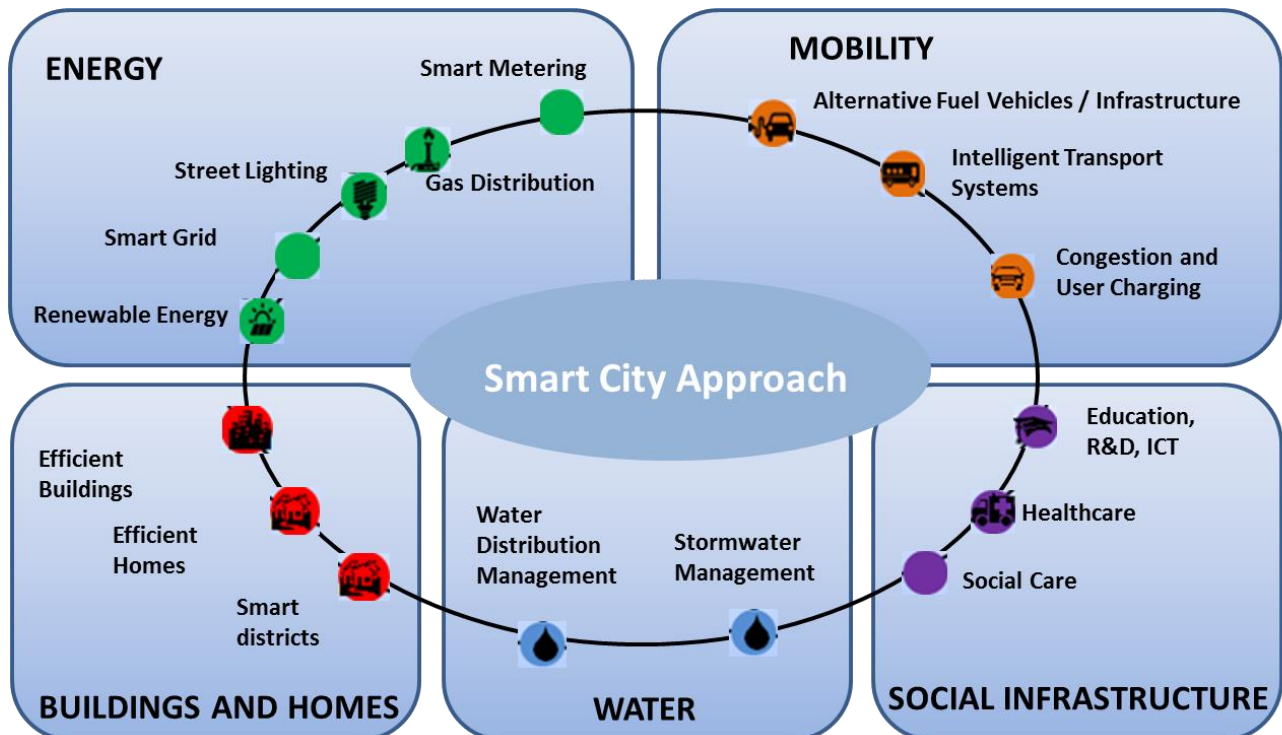 ENERGY
Smart Metering
Street Lighting
Gas Distribution
Smart Grid
Renewable Energy
MOBILITY
Alternative Fuel Vehicles / Infrastructure
Intelligent Transport
Systems
Congestion and
User Charging
Smart City Approach
Efficient
Buildings
Efficient
Homes
Smart
districts
BUILDINGS AND HOMES
Water
Distribution
Management
Stormwater
Management
WATER
Education,
R&D, ICT
Healthcare
Social Care
SOCIAL INFRASTRUCTURE